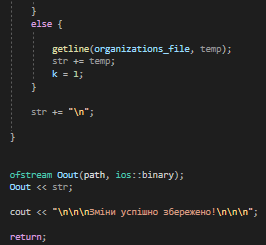 }
else {
getline(organizations_file, temp);
str += temp;
k = 1;
}
str += "\n";
}
ofstream Oout(path, ios::binary);
Oout << str;
cout << "\n\n\nЗміни успішно збережено!\n\n\n";
return;